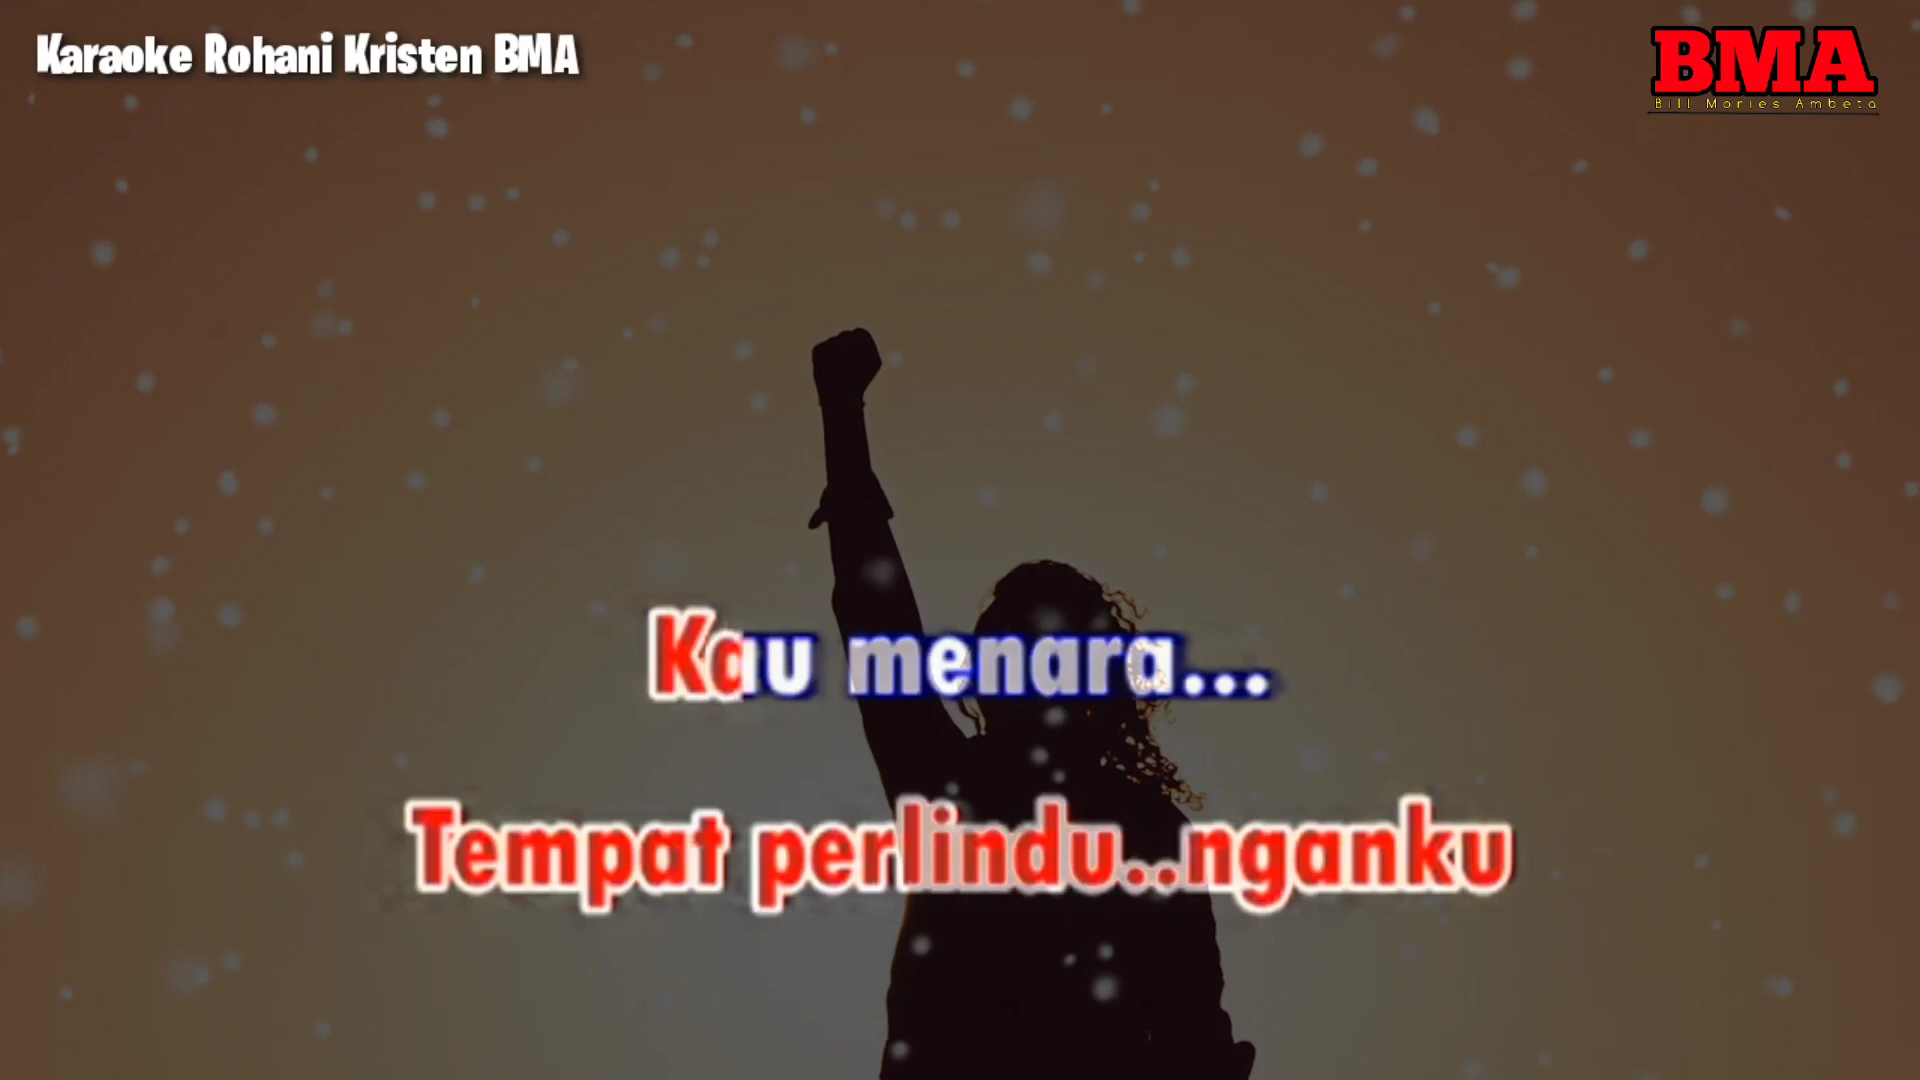 Karaoke Rohani Kristen BMA
BMA
Bill Mories Ambeta
Kau menara...
Tempat perlindu..nganku